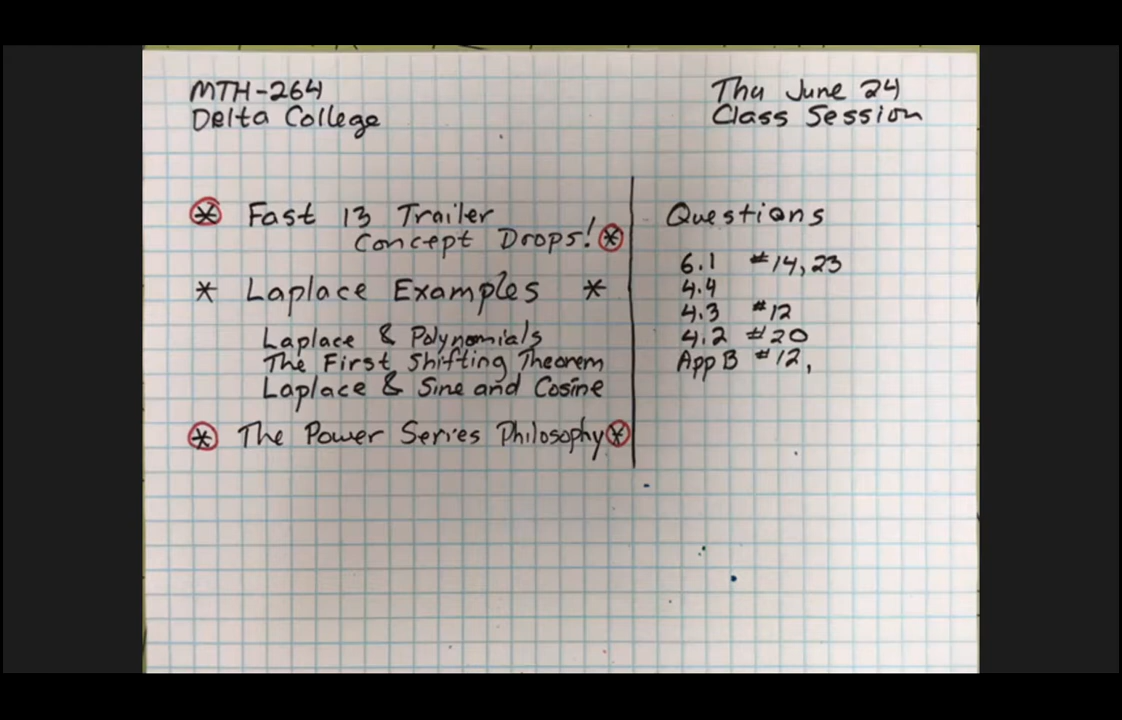 MTH-264
Delta College
Thu June 24
Class Session
⊛ Fast 13 Trailer
Concept Drops! ⊛
* Laplace Examples *
Laplace & Polynomials
The First Shifting Theorem
Laplace & Sine and Cosine
⊛ The Power Series Philosophy ⊛
Questions
6.1 #14, 23
4.4
4.3 #12
4.2 #20
App B #12,